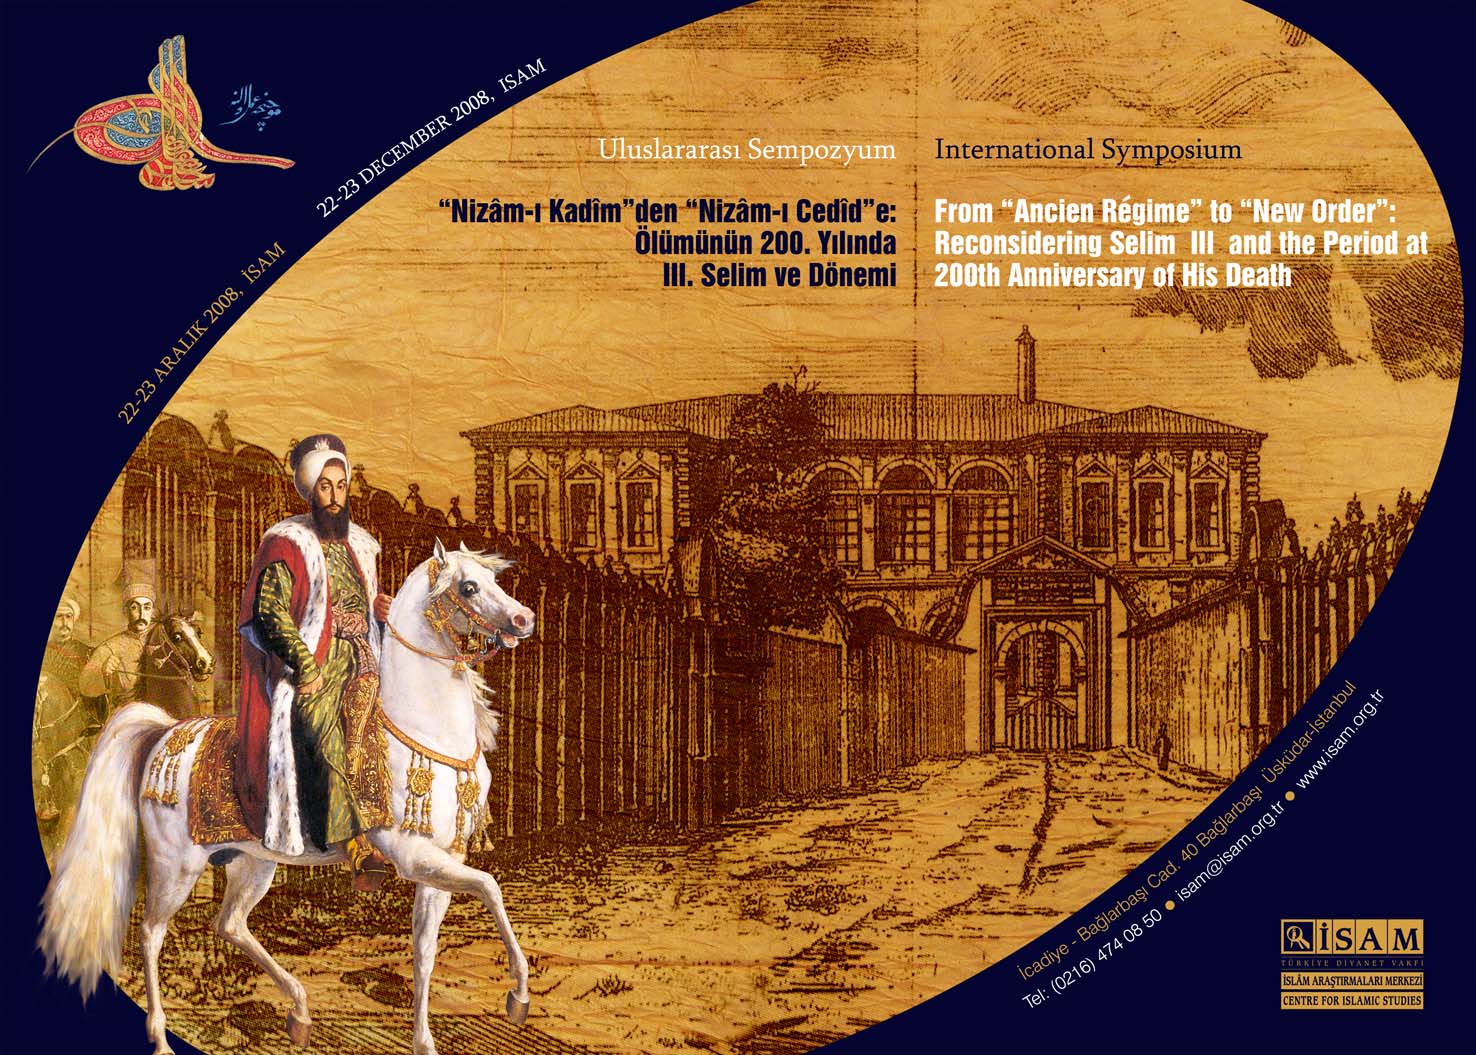 22-23 DECEMBER 2008, ISAM
22-23 ARALIK 2008, İSAM
Uluslararası Sempozyum
“Nizâm-ı Kadîm”den “Nizâm-ı Cedîd”e:
Ölümünün 200. Yılında
III. Selim ve Dönemi
International Symposium
From “Ancien Régime” to “New Order”:
Reconsidering Selim III and the Period at
200th Anniversary of His Death
İcadiye - Bağlarbaşı Cad. 40 Bağlarbaşı Üsküdar-İstanbul
Tel: (0216) 474 08 50 • isam@isam.org.tr • www.isam.org.tr
İSAM
TÜRKİYE DİYANET VAKFI
İSLÂM ARAŞTIRMALARI MERKEZİ
CENTRE FOR ISLAMIC STUDIES